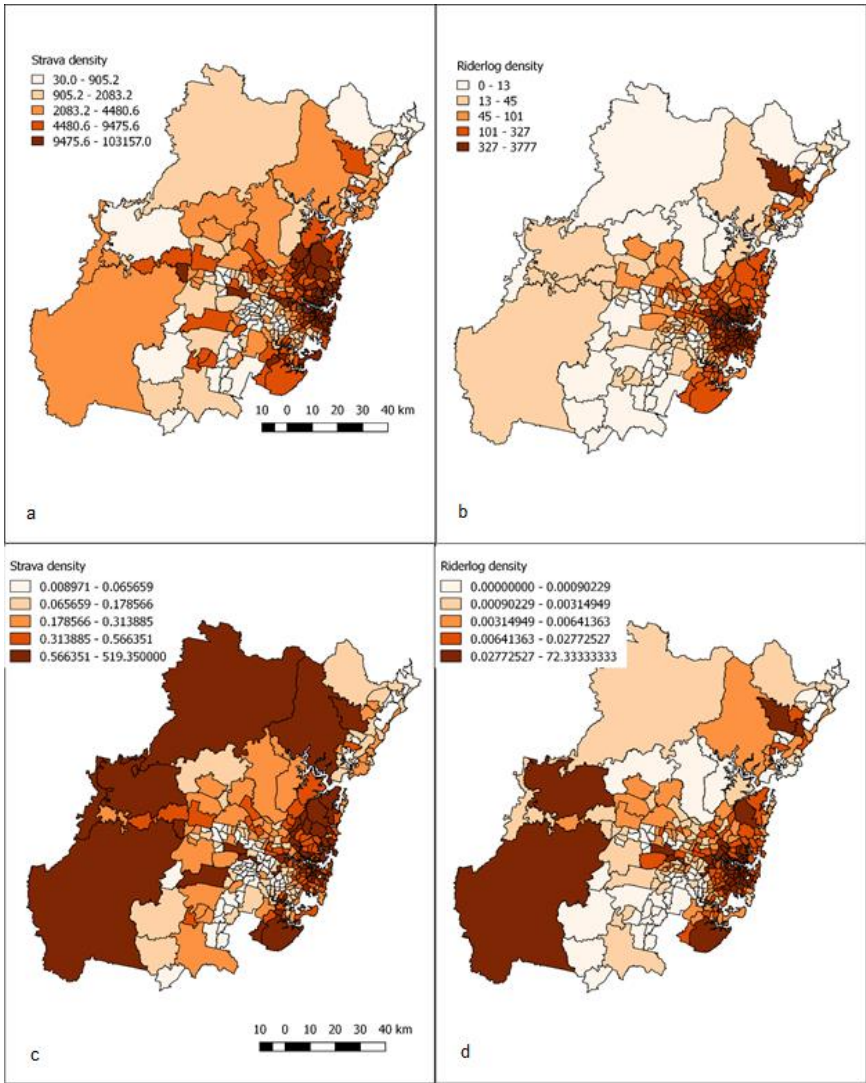 Strava density
30.0 - 905.2
905.2 - 2083.2
2083.2 - 4480.6
4480.6 - 9475.6
9475.6 - 103157.0
10 0 10 20 30 40 km
a
Riderlog density
0 - 13
13 - 45
45 - 101
101 - 327
327 - 3777
b
Strava density
0.008971 - 0.065659
0.065659 - 0.178566
0.178566 - 0.313885
0.313885 - 0.566351
0.566351 - 519.350000
10 0 10 20 30 40 km
c
Riderlog density
0.00000000 - 0.00090229
0.00090229 - 0.00314949
0.00314949 - 0.00641363
0.00641363 - 0.02772527
0.02772527 - 72.33333333
d